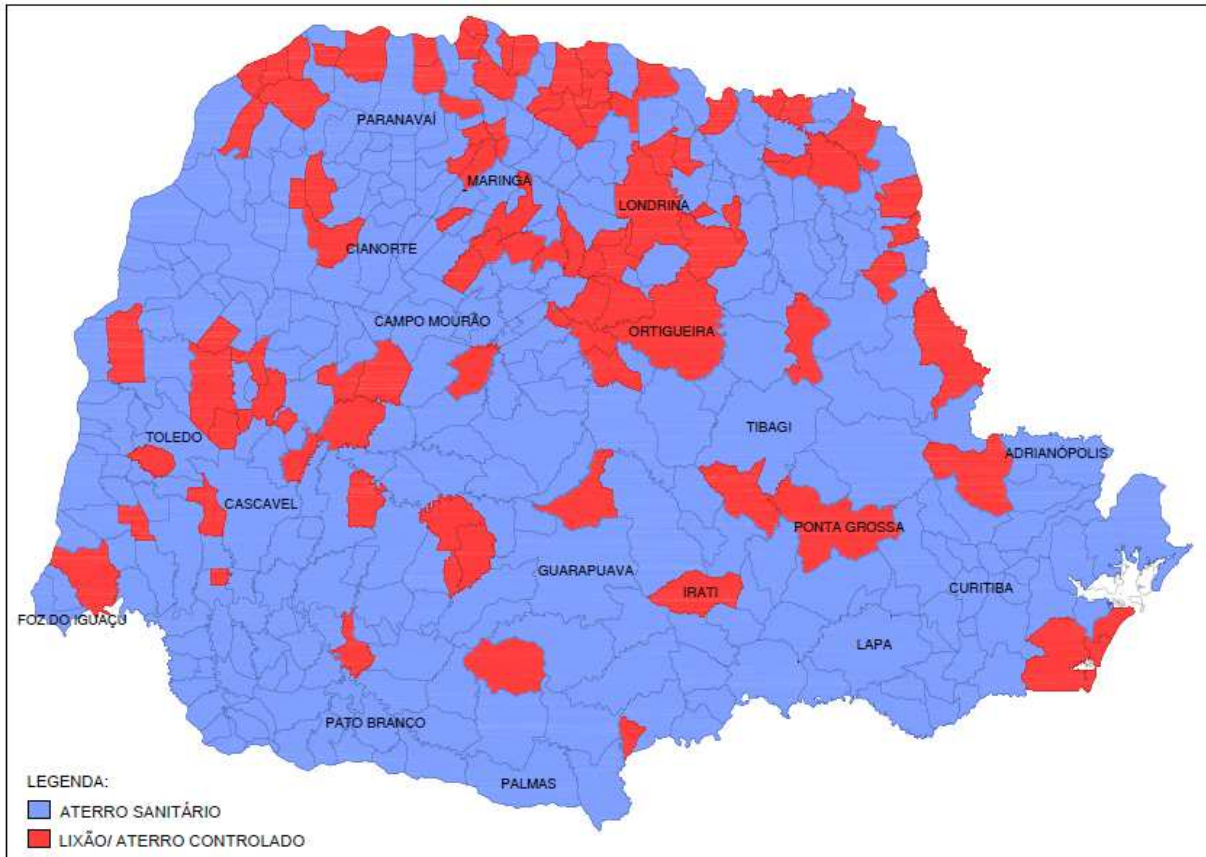 PARANAVAÍ
MARINGÁ
LONDRINA
CIANORTE
CAMPO MOURÃO
ORTIGUEIRA
TOLEDO
TIBAGI
ADRIANÓPOLIS
CASCAVEL
PONTA GROSSA
GUARAPUAVA
IRATI
CURITIBA
FOZ DO IGUAÇU
LAPA
PATO BRANCO
PALMAS
LEGENDA:
ATERRO SANITÁRIO
LIXÃO/ ATERRO CONTROLADO